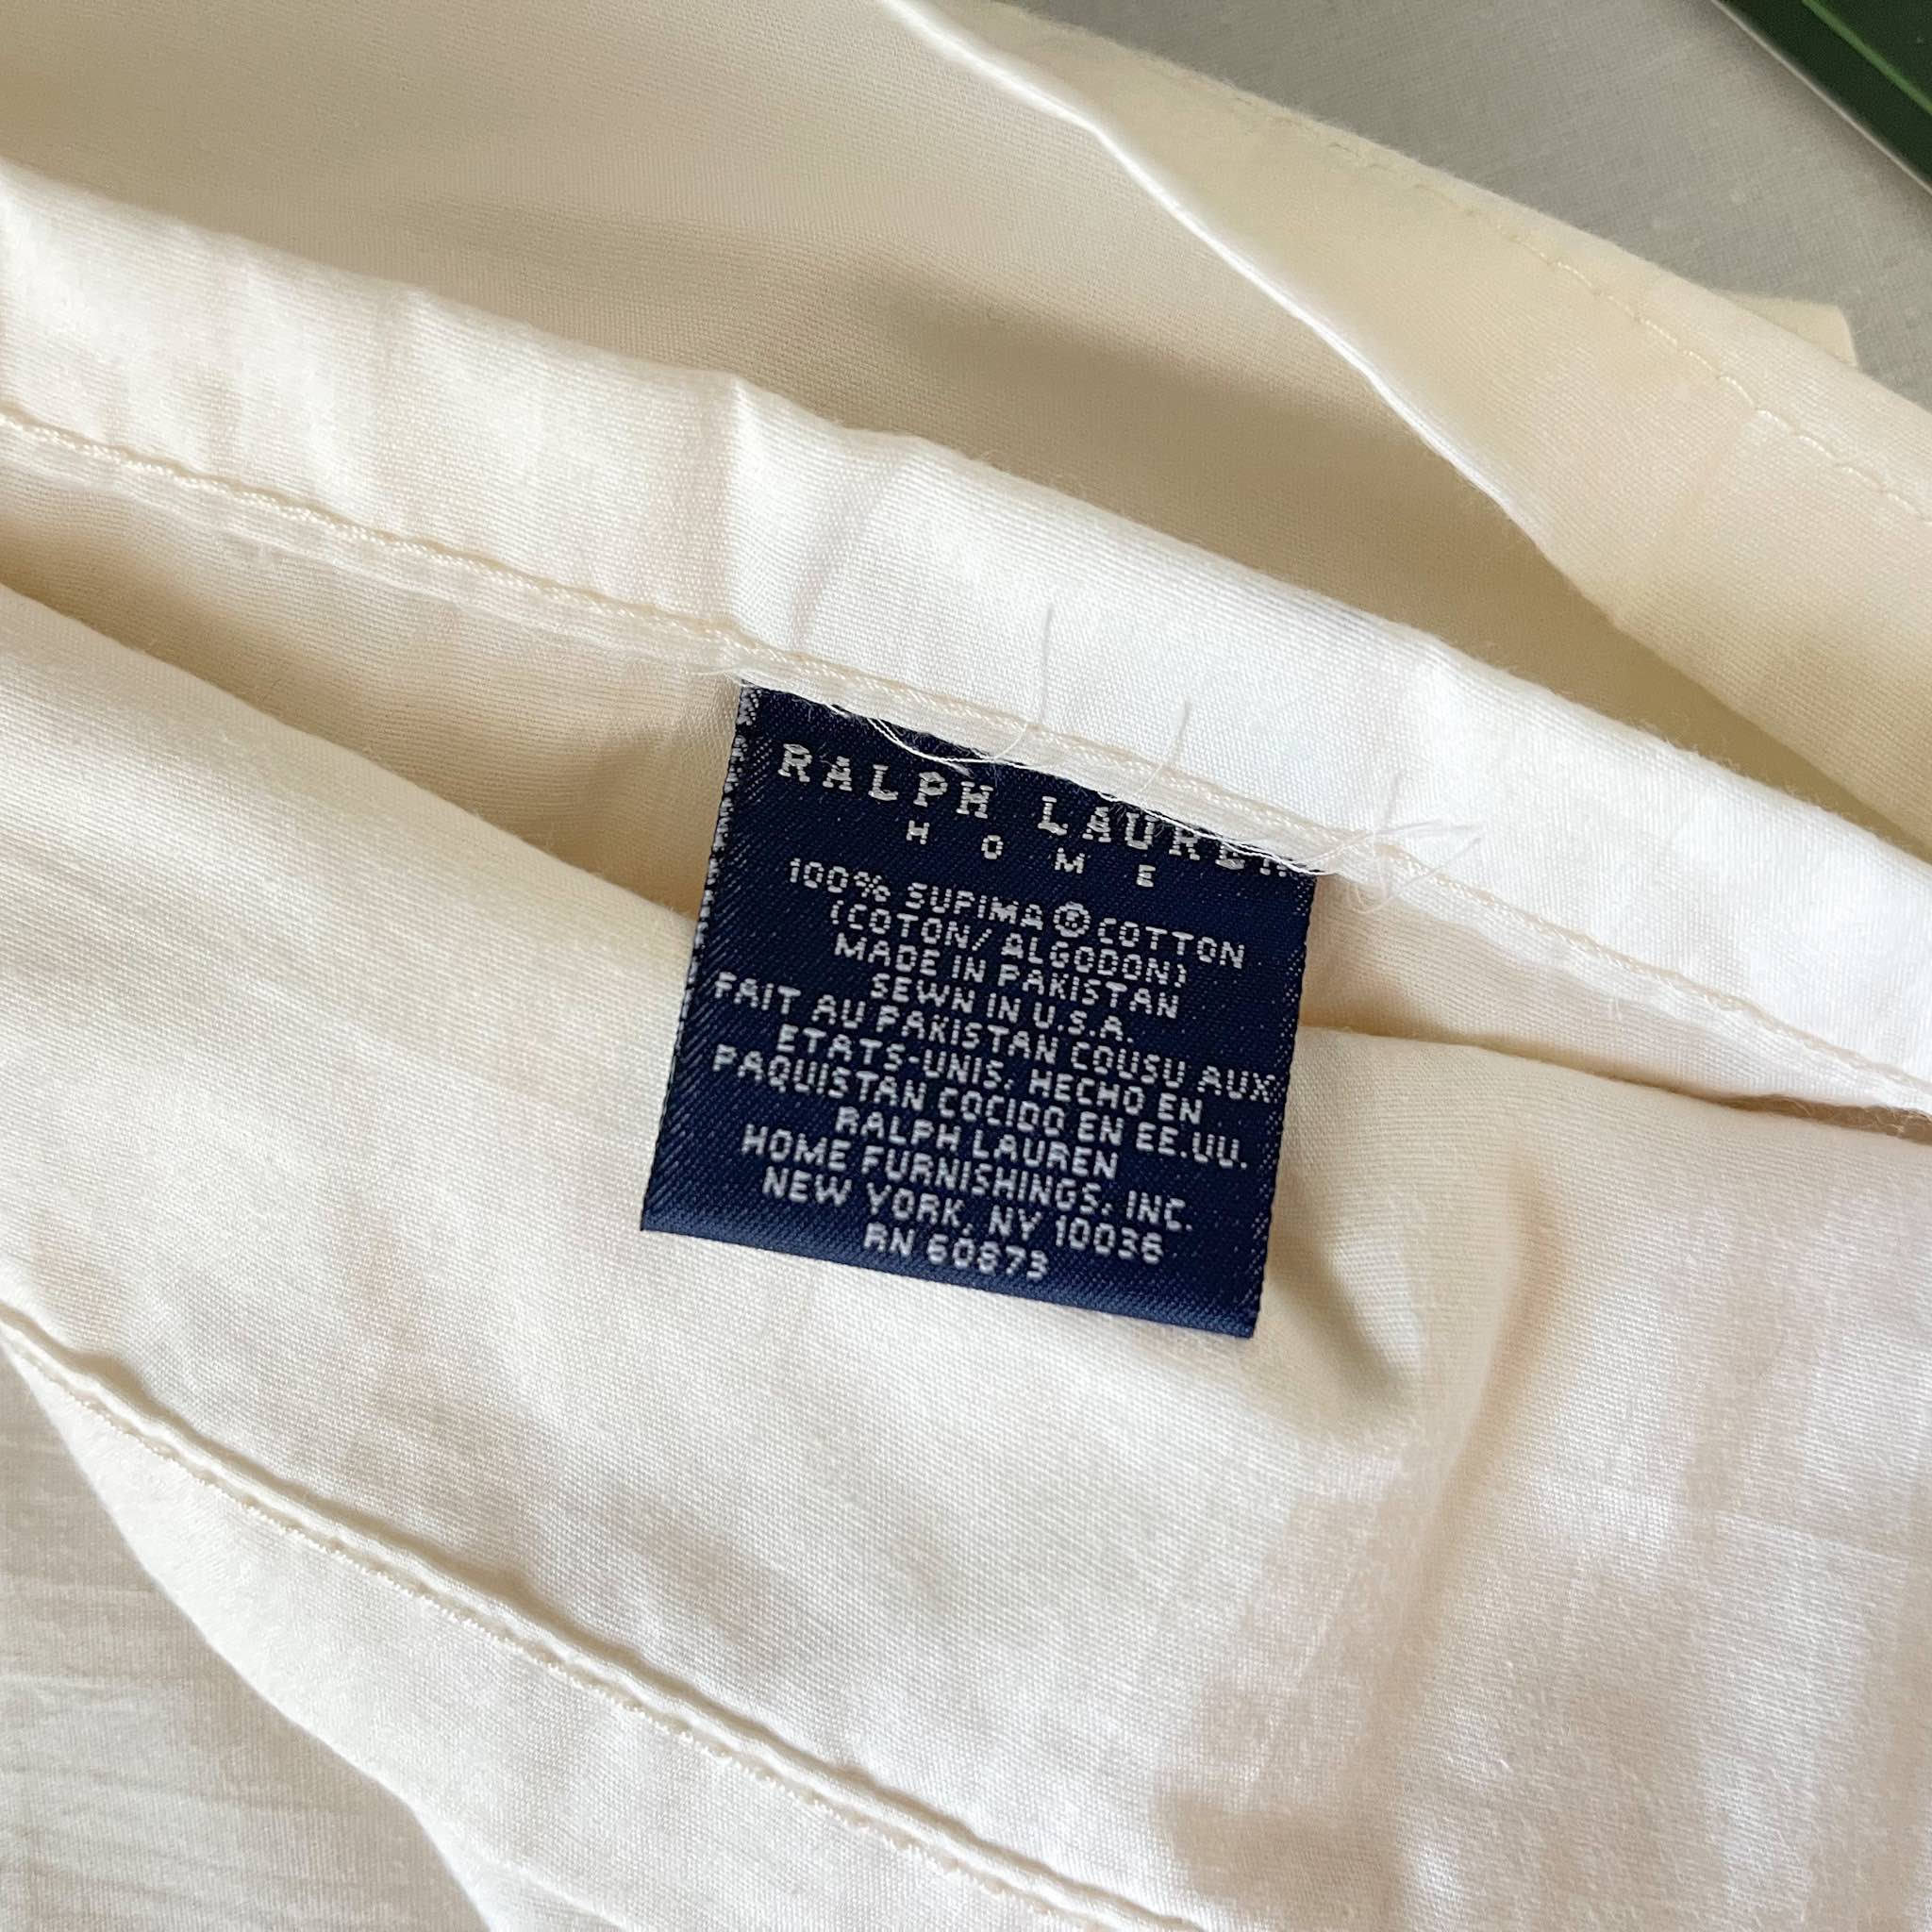 RALPH LAUREN
HOME
100% SUPIMA® COTTON
(COTON/ALGODON)
MADE IN PAKISTAN
SEWN IN U.S.A.
FAIT AU PAKISTAN COUSU AUX
ETATS-UNIS, HECHO EN
PAQUISTAN COCIDO EN EE.UU.
RALPH LAUREN
HOME FURNISHINGS, INC.
NEW YORK, NY 10036
RN 60873